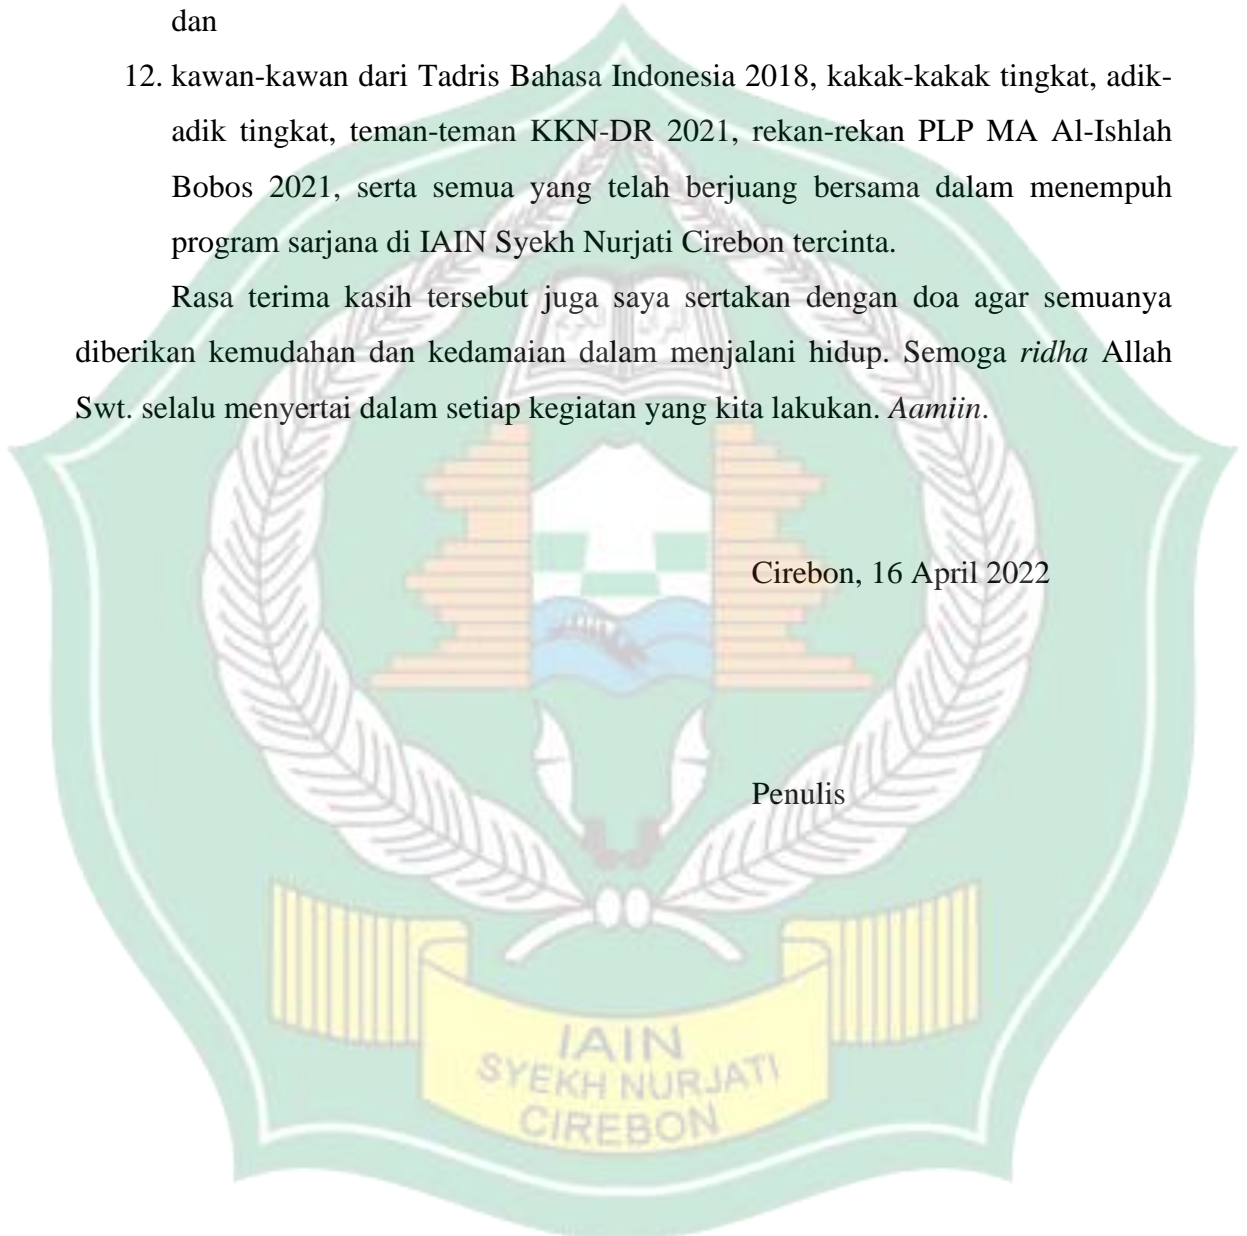 dan
12. kawan-kawan dari Tadris Bahasa Indonesia 2018, kakak-kakak tingkat, adik-
adik tingkat, teman-teman KKN-DR 2021, rekan-rekan PLP MA Al-Ishlah
Bobos 2021, serta semua yang telah berjuang bersama dalam menempuh
program sarjana di IAIN Syekh Nurjati Cirebon tercinta.
Rasa terima kasih tersebut juga saya sertakan dengan doa agar semuanya
diberikan kemudahan dan kedamaian dalam menjalani hidup. Semoga ridha Allah
Swt. selalu menyertai dalam setiap kegiatan yang kita lakukan. Aamiin.
Cirebon, 16 April 2022
Penulis
IAIN
SYEKH NURJATI
CIREBON